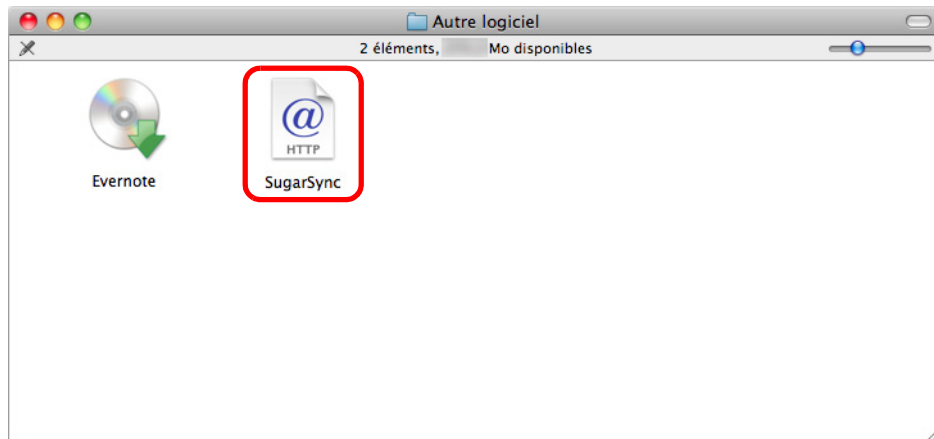 Autre logiciel
2 éléments, Mo disponibles
@
HTTP
Evernote
SugarSync